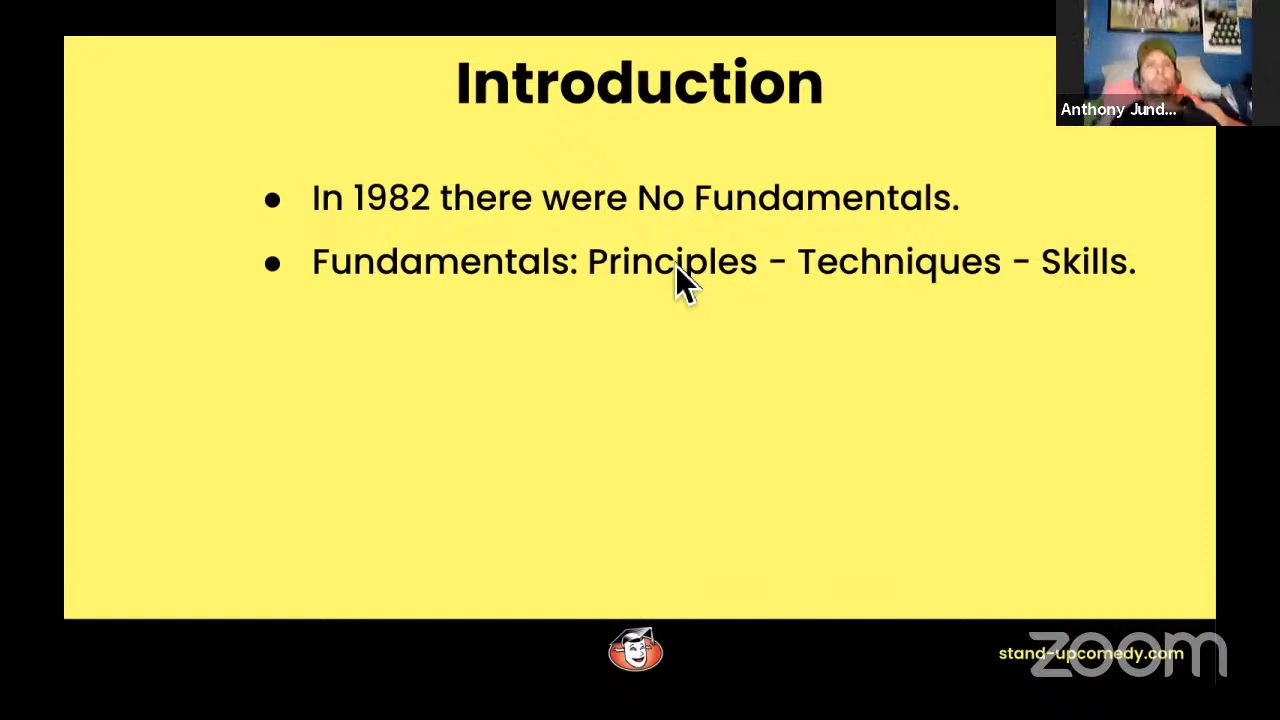 Introduction
Anthony Jund...
● In 1982 there were No Fundamentals.
● Fundamentals: Principles - Techniques - Skills.
stand-upcomedy.com
zoom